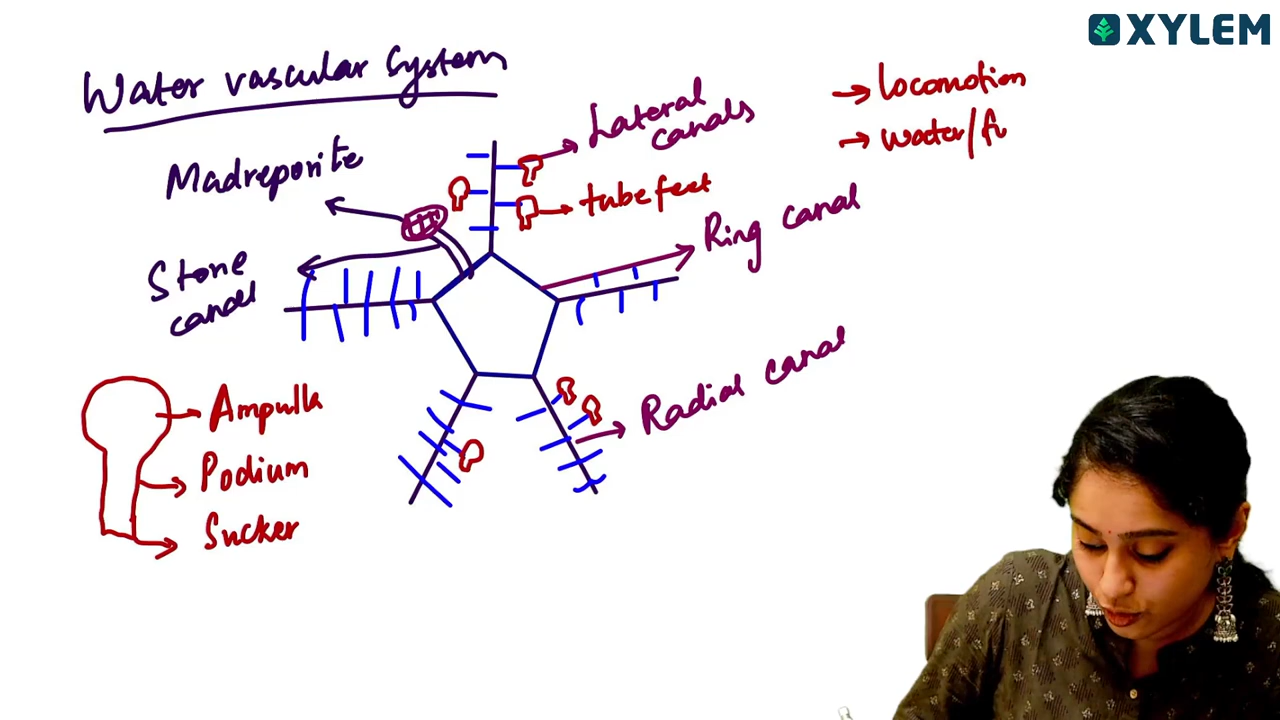 XYLEM
Water vascular system
Lateral
canals
→ locomotion
→ water/fo
Madreporite
tube feet
Ring canal
Stone
canal
Radial canal
Ampulla
Podium
Sucker